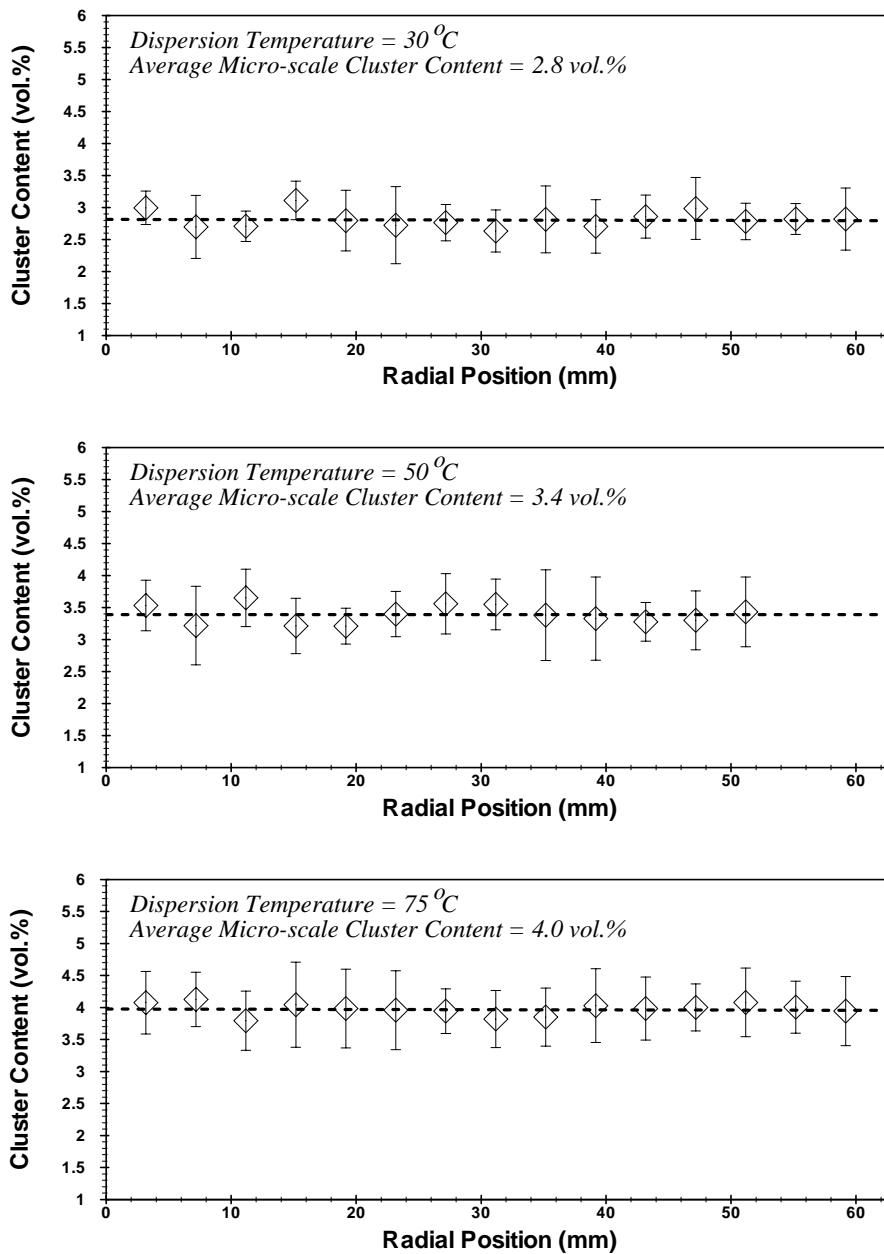 Dispersion Temperature = 30 °C
Average Micro-scale Cluster Content = 2.8 vol.%
Cluster Content (vol.%)
6
5.5
5
4.5
4
3.5
3
2.5
2
1.5
1
0 10 20 30 40 50 60
Radial Position (mm)
Dispersion Temperature = 50 °C
Average Micro-scale Cluster Content = 3.4 vol.%
Cluster Content (vol.%)
6
5.5
5
4.5
4
3.5
3
2.5
2
1.5
1
0 10 20 30 40 50 60
Radial Position (mm)
Dispersion Temperature = 75 °C
Average Micro-scale Cluster Content = 4.0 vol.%
Cluster Content (vol.%)
6
5.5
5
4.5
4
3.5
3
2.5
2
1.5
1
0 10 20 30 40 50 60
Radial Position (mm)